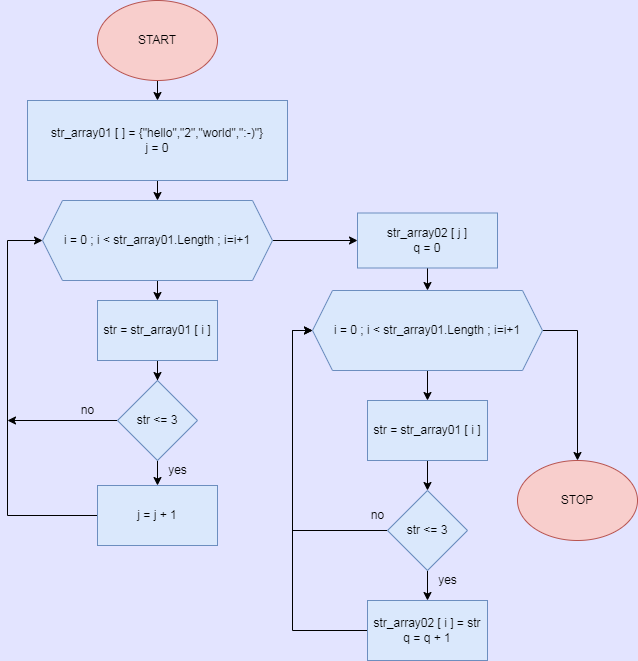 START
str_array01 [ ] = {"hello","2","world",":-)"}
j = 0
i = 0 ; i < str_array01.Length ; i=i+1
str = str_array01 [ i ]
no
str <= 3
yes
j = j + 1
str_array02 [ j ]
q = 0
i = 0 ; i < str_array01.Length ; i=i+1
str = str_array01 [ i ]
no
str <= 3
yes
str_array02 [ i ] = str
q = q + 1
STOP